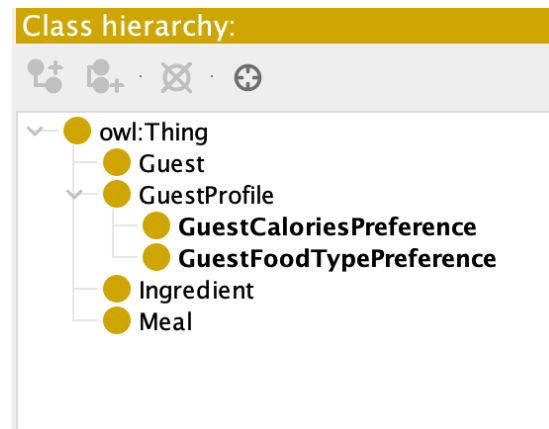 Class hierarchy:
owl:Thing
Guest
GuestProfile
GuestCaloriesPreference
GuestFoodTypePreference
Ingredient
Meal